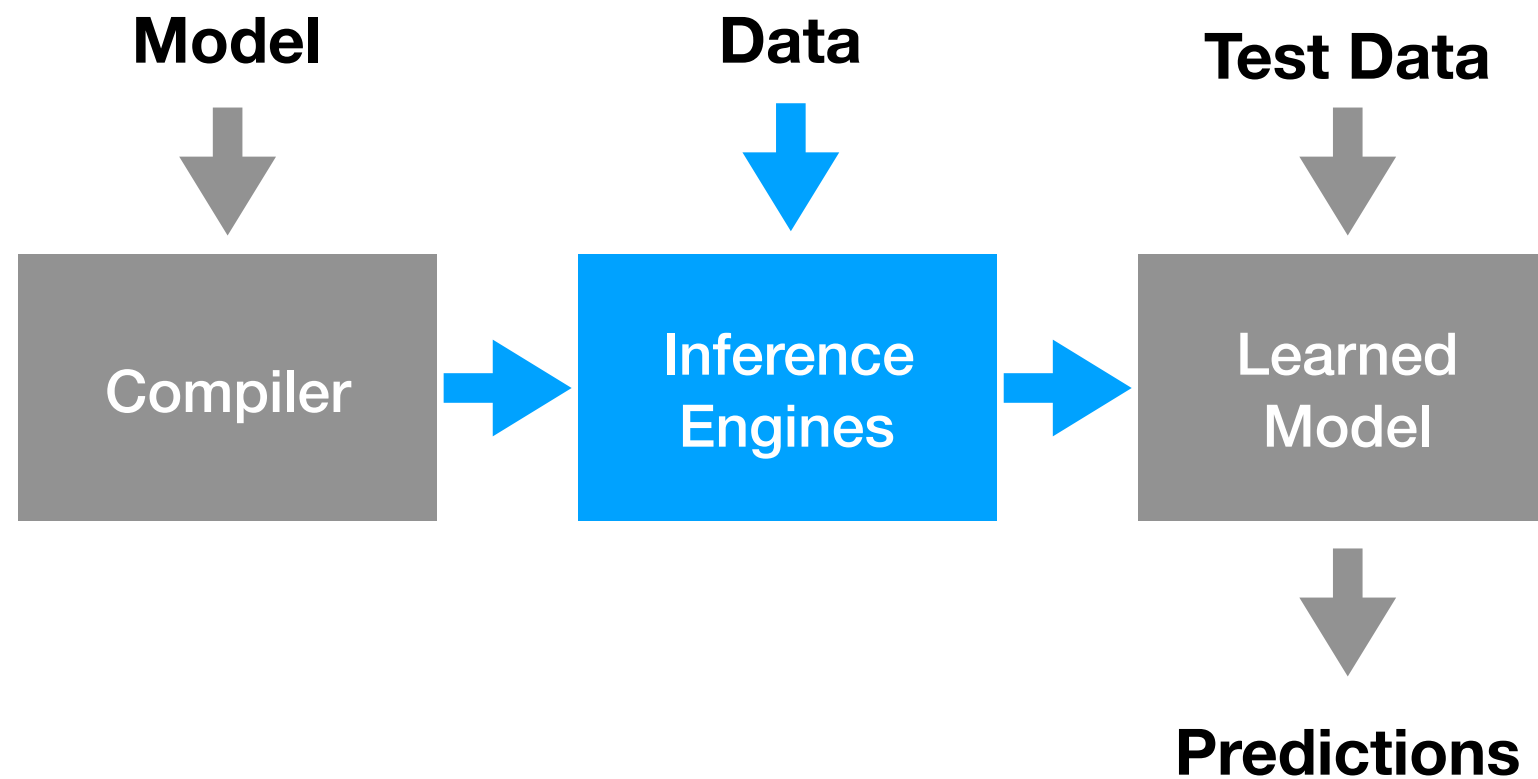 Model
Data
Test Data
Compiler
Inference
Engines
Learned
Model
Predictions